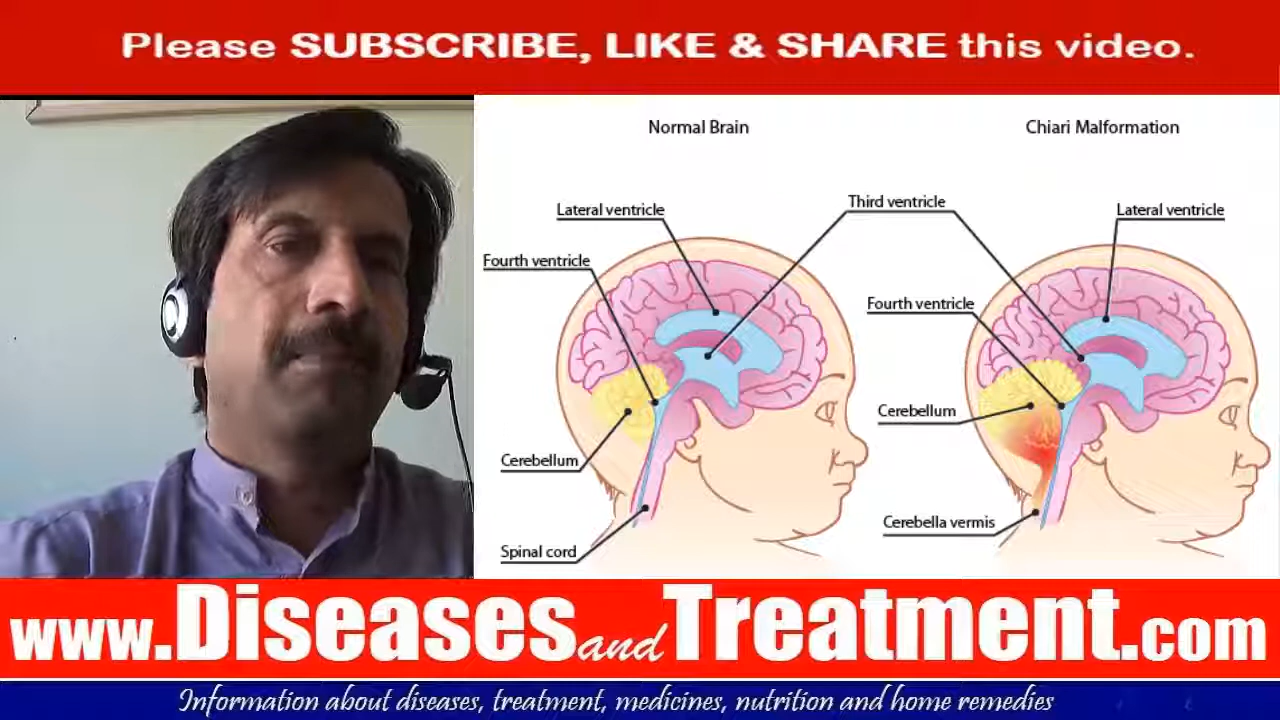 Please SUBSCRIBE, LIKE & SHARE this video.
Normal Brain
Chiari Malformation
Lateral ventricle
Third ventricle
Lateral ventricle
Fourth ventricle
Fourth ventricle
Cerebellum
Cerebellum
Cerebella vermis
Spinal cord
www.DiseasesandTreatment.com
Information about diseases, treatment, medicines, nutrition and home remedies